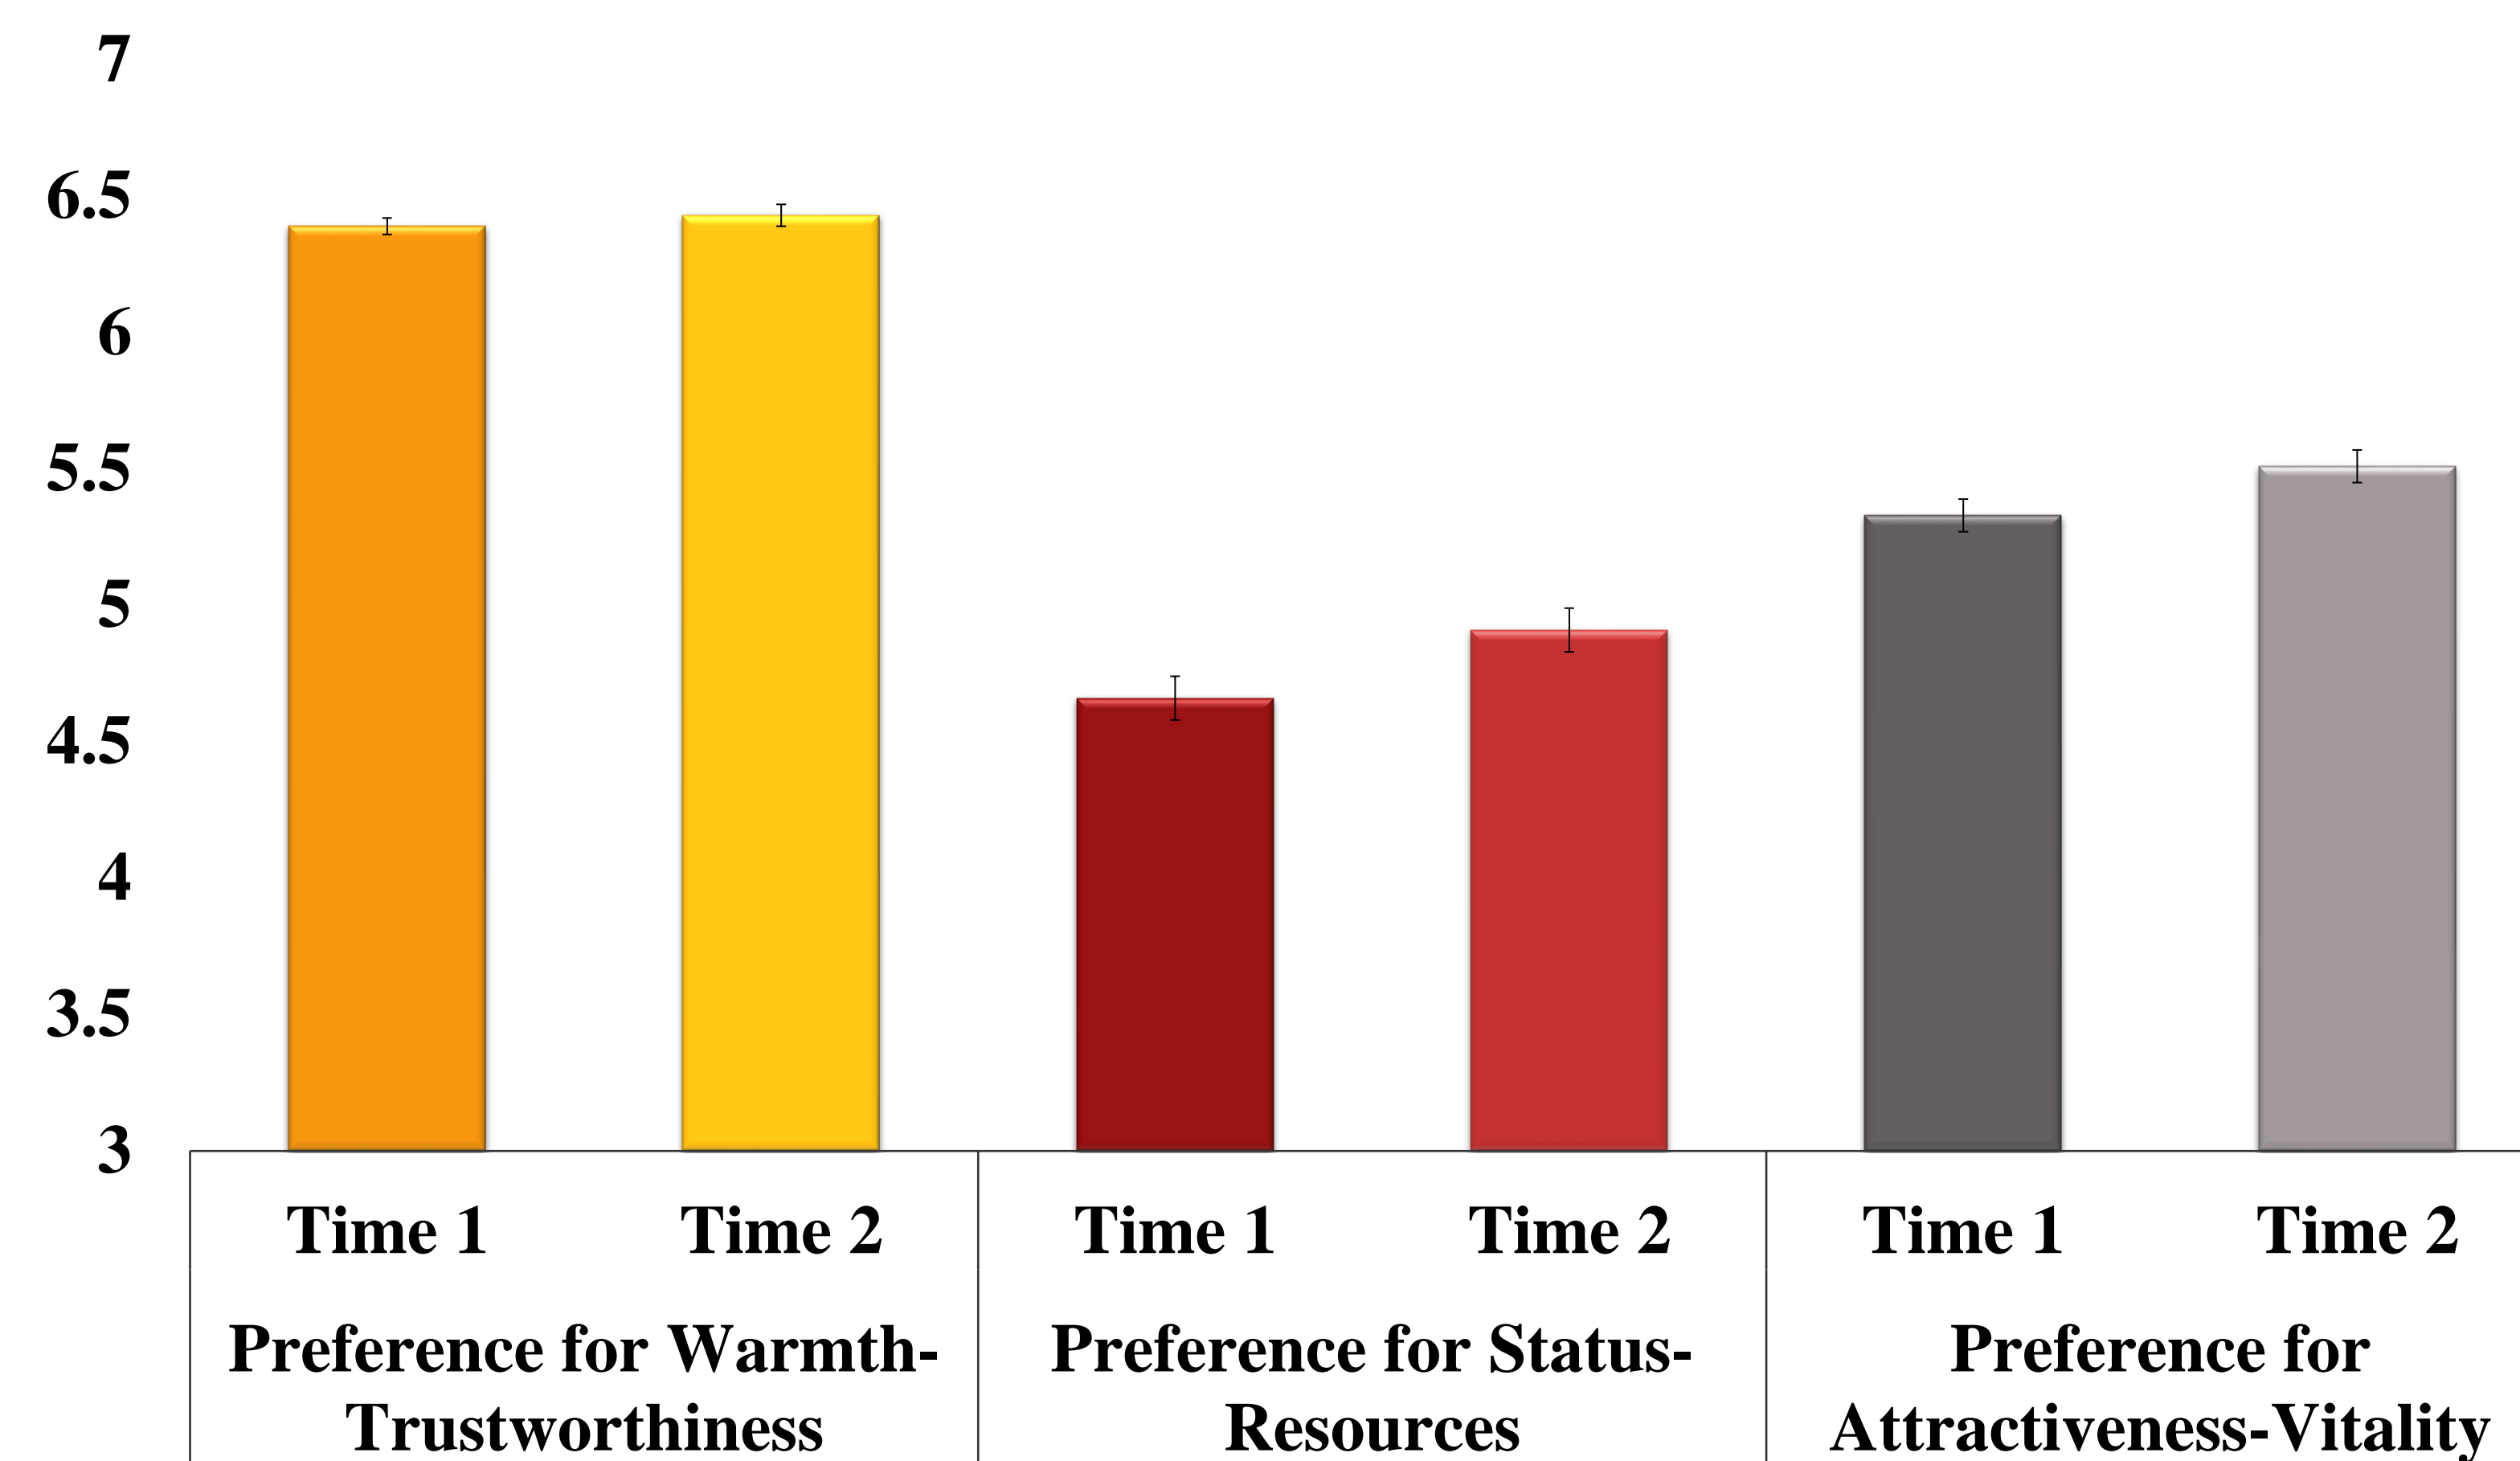 7
6.5
6
5.5
5
4.5
4
3.5
3
Time 1 Time 2 Time 1 Time 2 Time 1 Time 2
Preference for Warmth-
Trustworthiness
Preference for Status-
Resources
Preference for
Attractiveness-Vitality